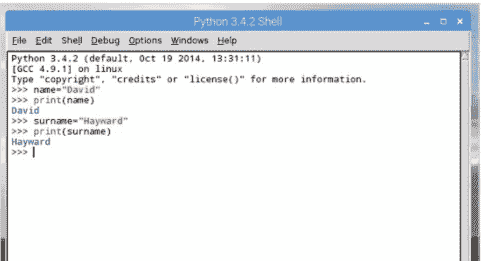 Python 3.4.2 Shell
File Edit Shell Debug Options Windows Help
Python 3.4.2 (default, Oct 19 2014, 13:31:11)
[GCC 4.9.1] on linux
Type "copyright", "credits" or "license()" for more information.
>>> name="David"
>>> print(name)
David
>>> surname="Hayward"
>>> print(surname)
Hayward
>>>